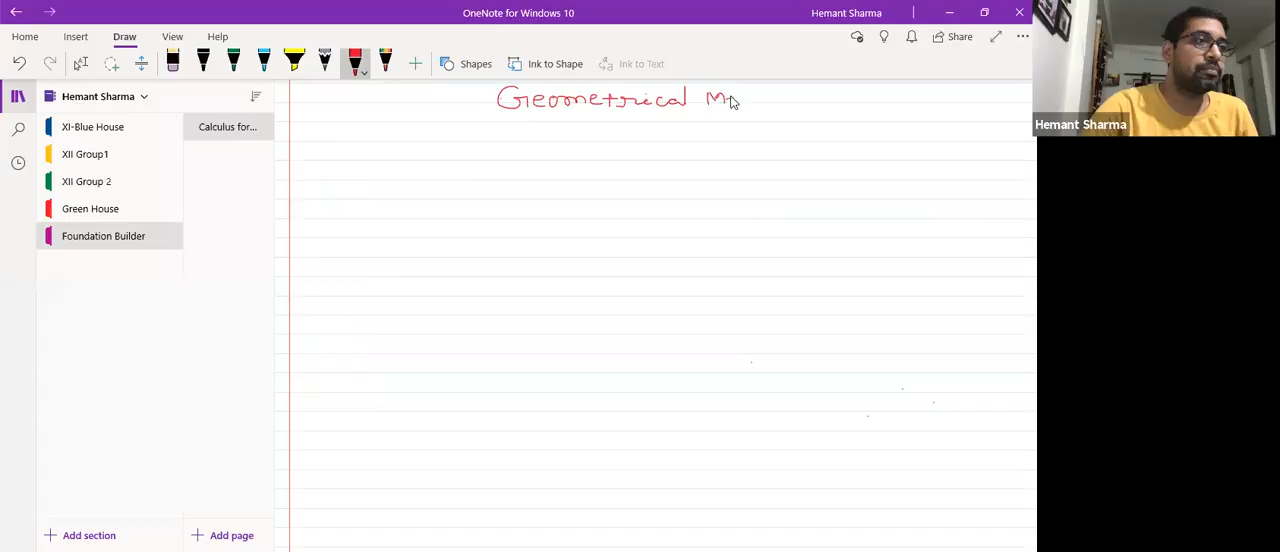 OneNote for Windows 10
Hemant Sharma
Home
Insert
Draw
View
Help
Share
Shapes
Ink to Shape
Ink to Text
Hemant Sharma
XI-Blue House
XII Group1
XII Group 2
Green House
Foundation Builder
Calculus for...
Geometrical
Hemant Sharma
Add section
Add page